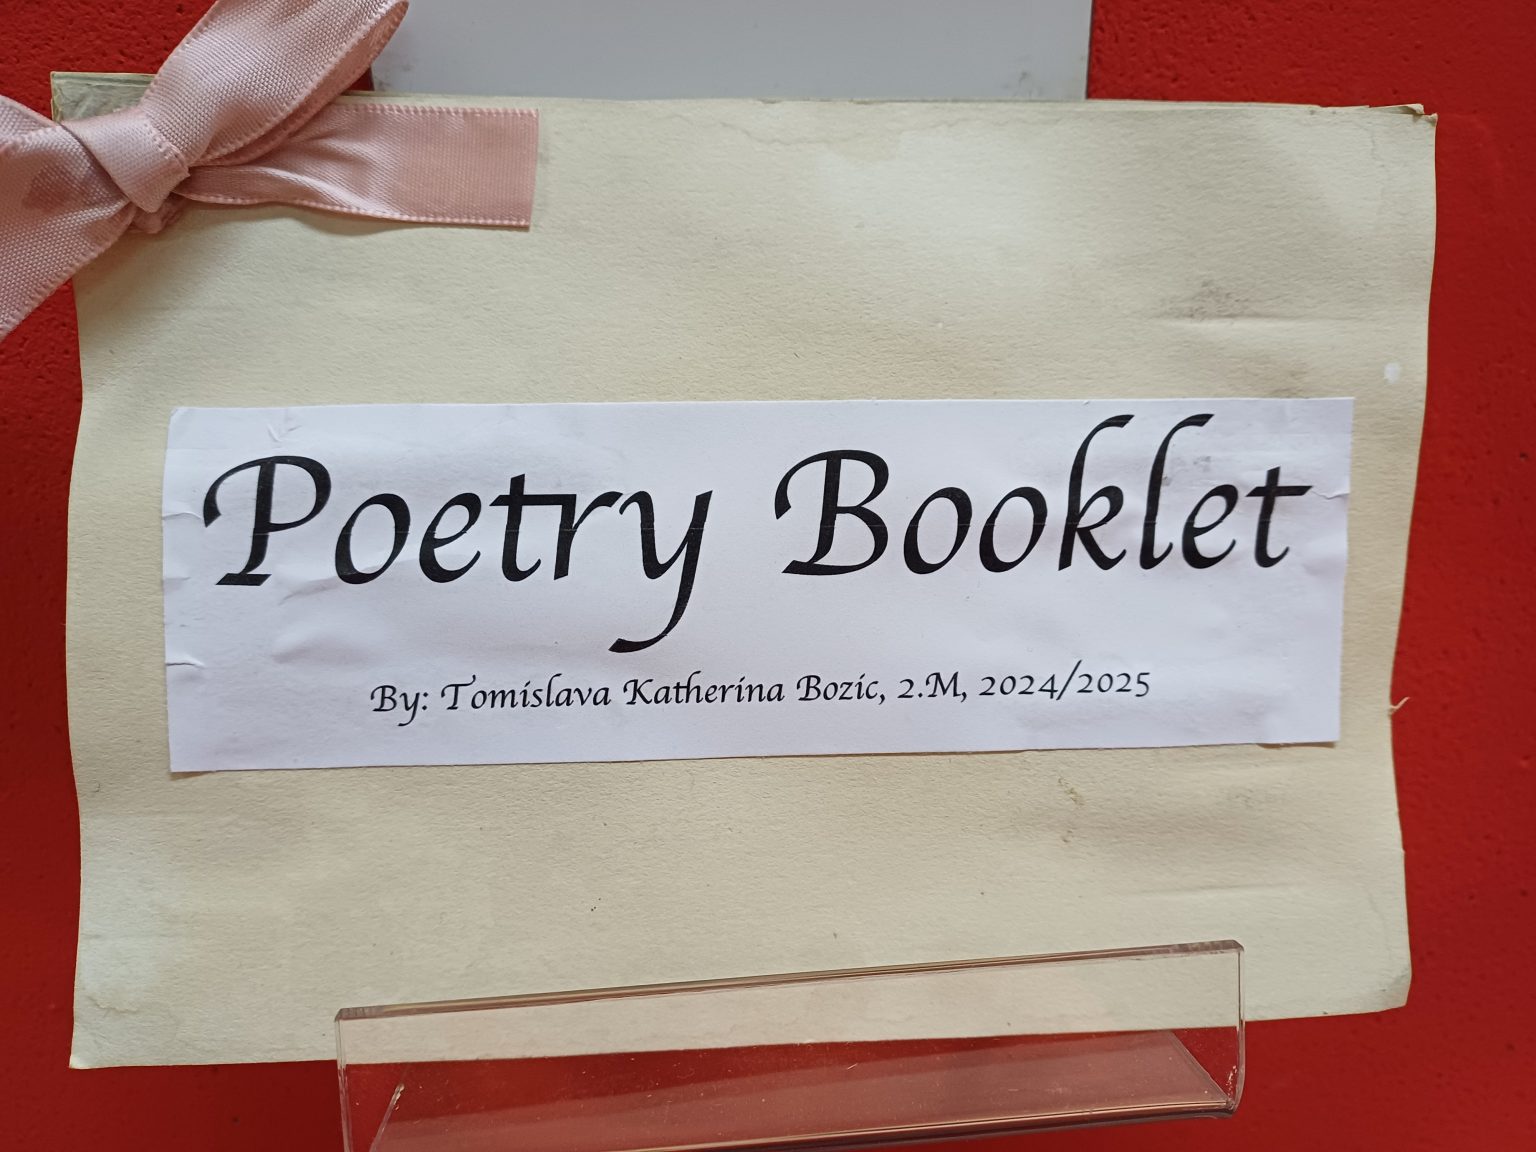 Poetry Booklet
By: Tomislava Katherina Bozic, 2.M, 2024/2025